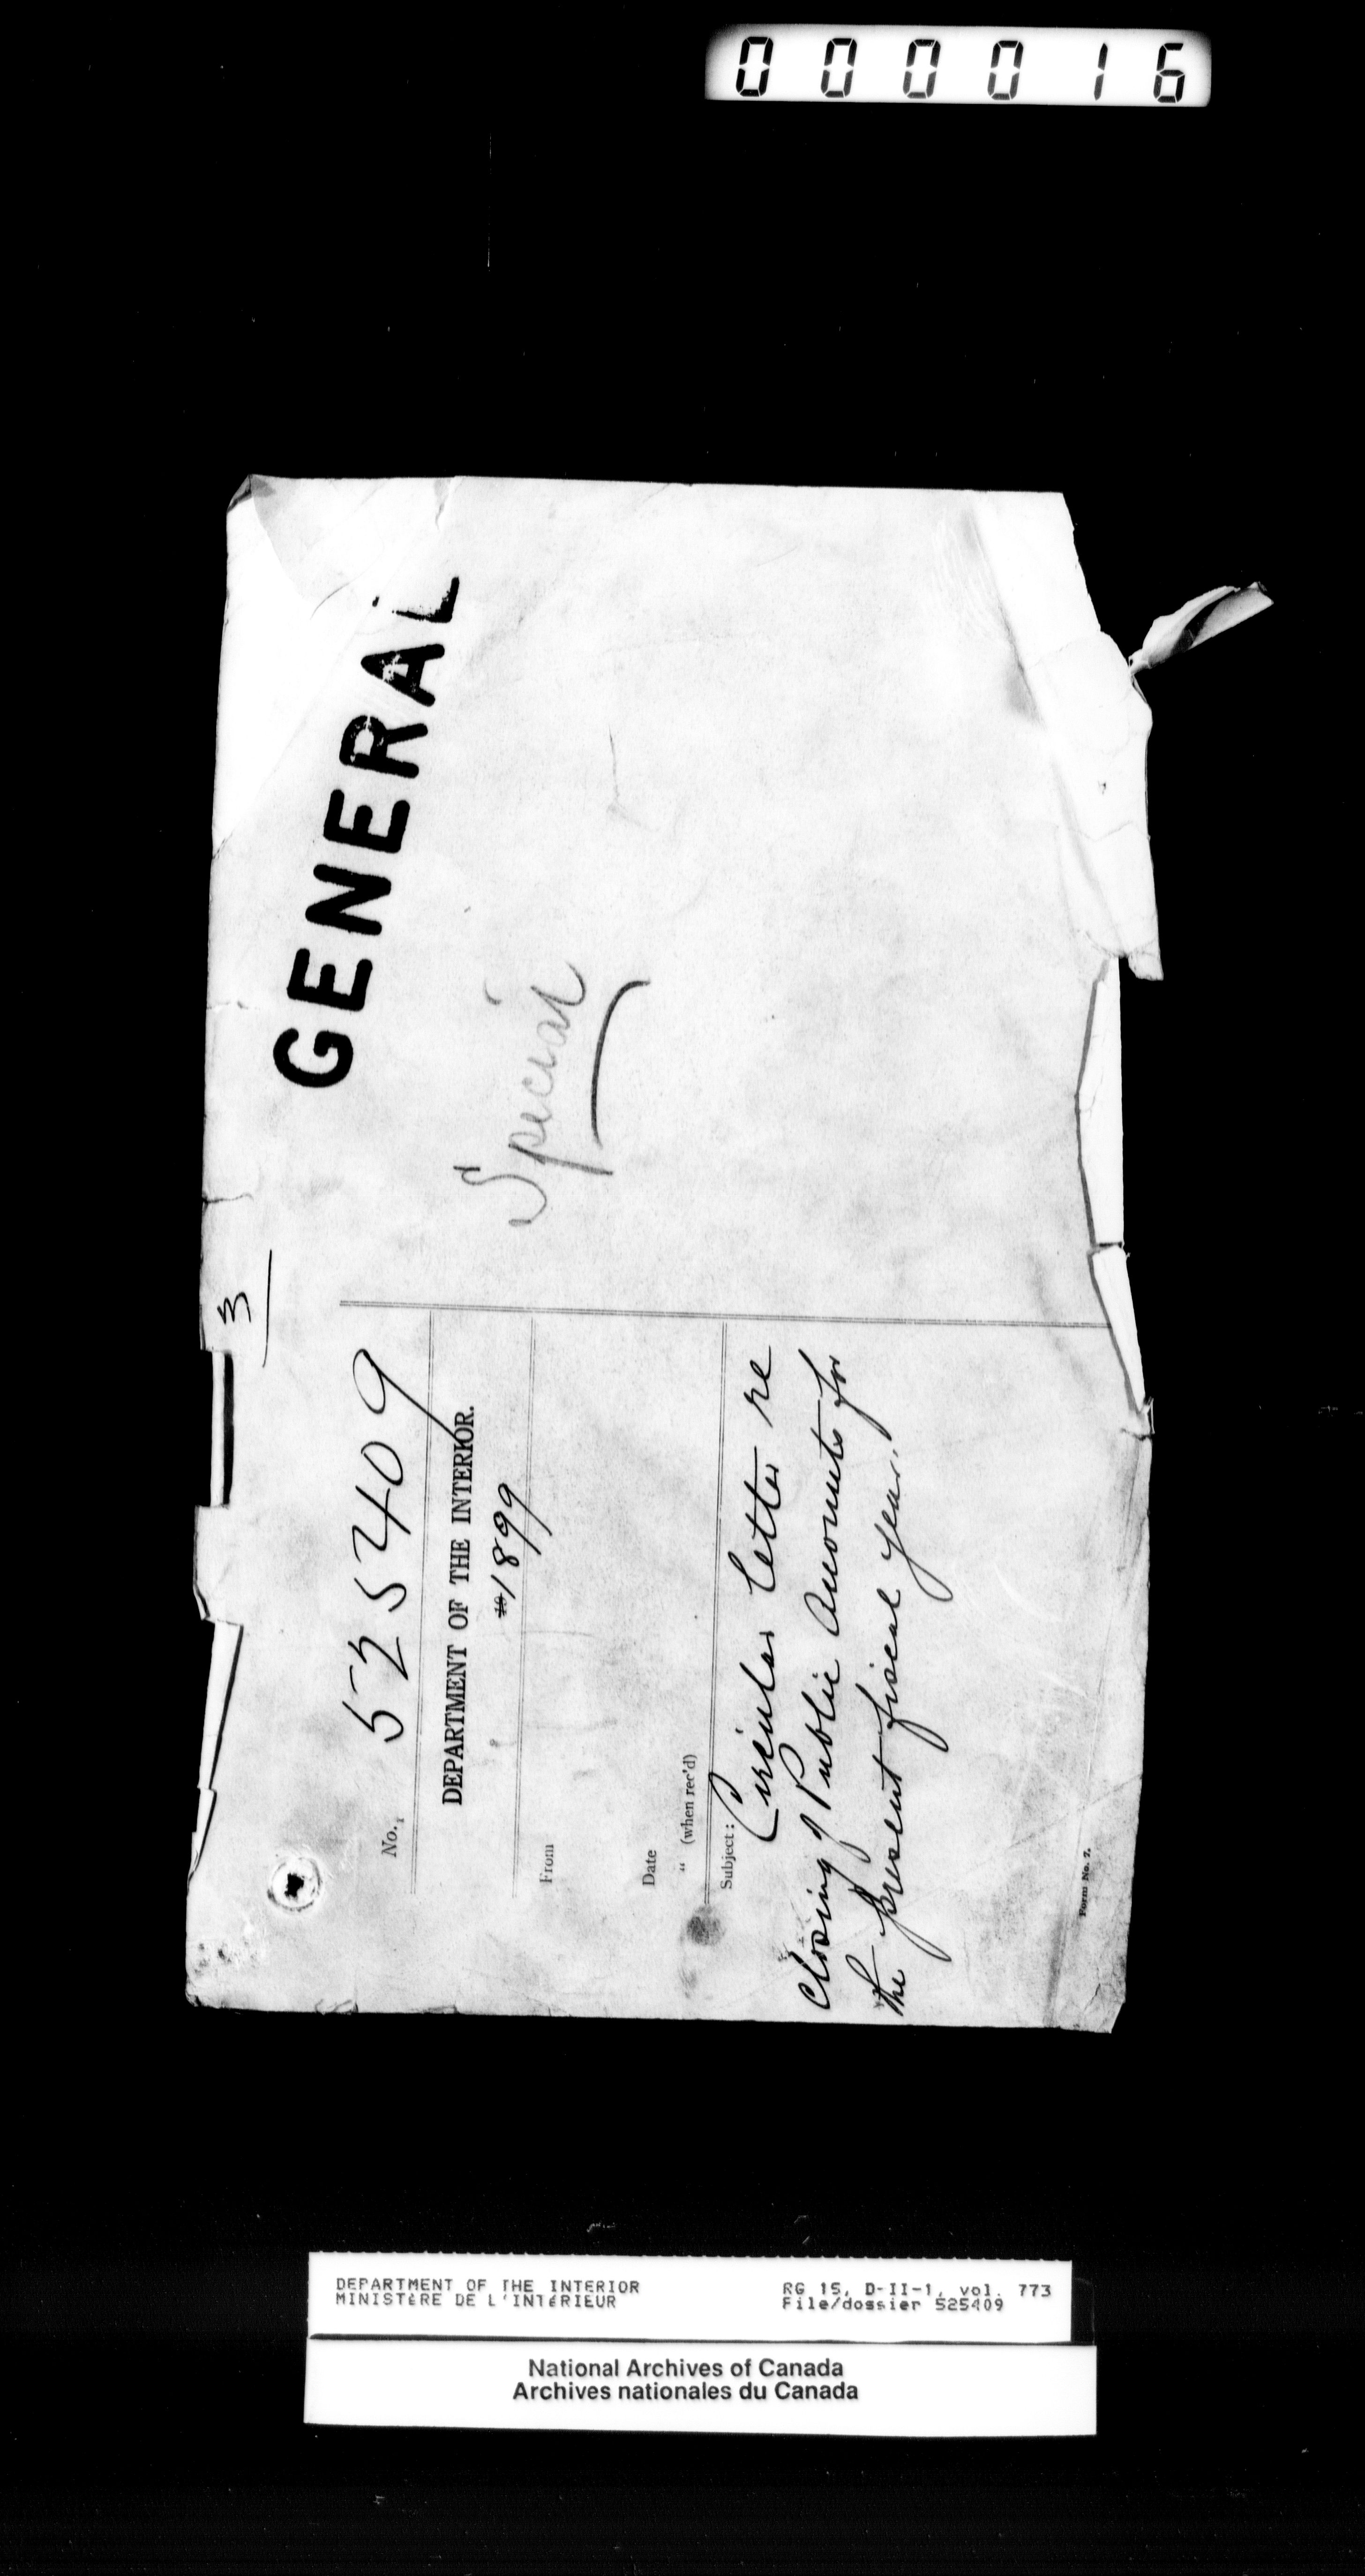 000016
3
GENERAL
Special
No. 525409
DEPARTMENT OF THE INTERIOR.
1899
From
Date
" (when rec'd)
Subject: Circular letter re
closing of Public Accounts for
the present fiscal year.
Form No. 7.
DEPARTMENT OF THE INTERIOR
MINISTÈRE DE L'INTÉRIEUR
RG 15, D-II-1, vol. 773
File/dossier 525409
National Archives of Canada
Archives nationales du Canada